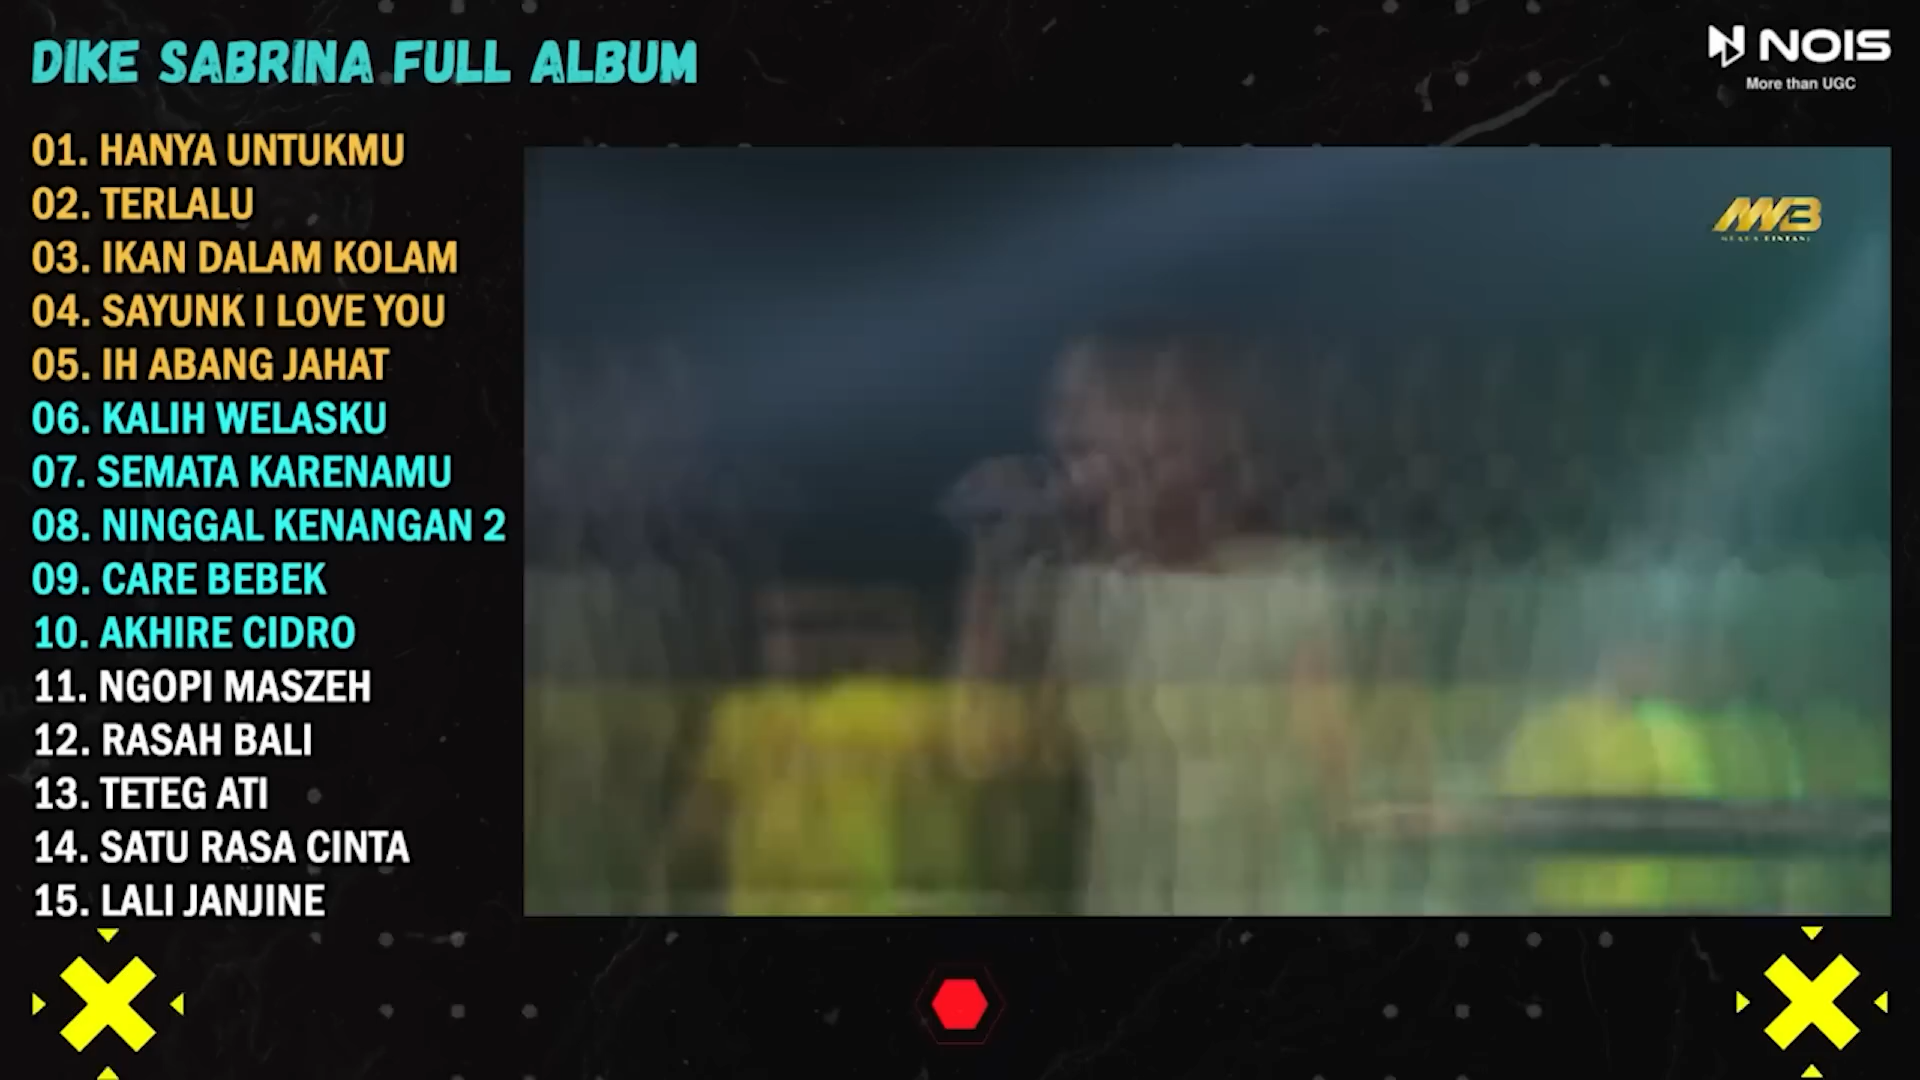 DIKE SABRINA FULL ALBUM
NOIS
More than UGC
01. HANYA UNTUKMU
02. TERLALU
03. IKAN DALAM KOLAM
04. SAYUNK I LOVE YOU
05. IH ABANG JAHAT
06. KALIH WELASKU
07. SEMATA KARENAMU
08. NINGGAL KENANGAN 2
09. CARE BEBEK
10. AKHIRE CIDRO
11. NGOPI MASZEH
12. RASAH BALI
13. TETEG ATI
14. SATU RASA CINTA
15. LALI JANJINE